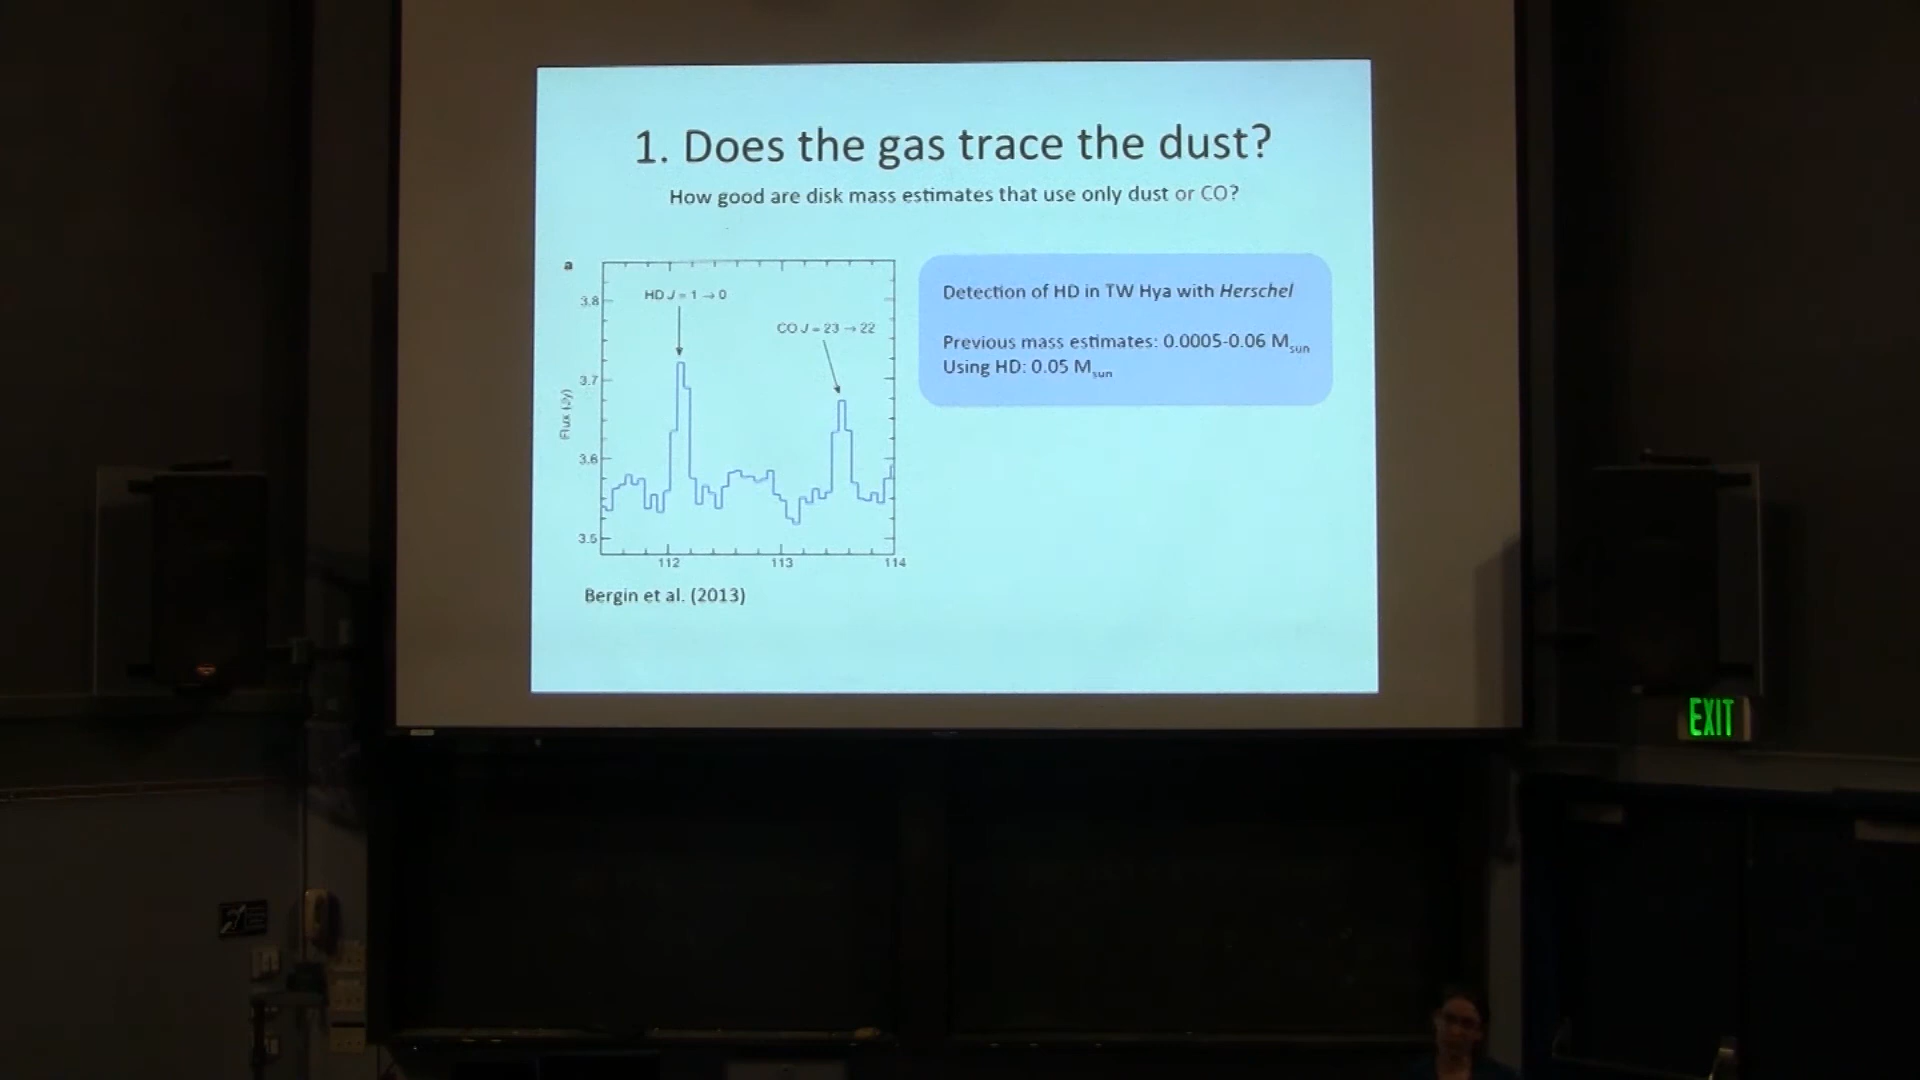 1. Does the gas trace the dust?
How good are disk mass estimates that use only dust or CO?
a
HD J = 1 → 0
CO J = 23 → 22
3.8
3.7
3.6
3.5
Flux (Jy)
112 113 114
Bergin et al. (2013)
Detection of HD in TW Hya with Herschel
Previous mass estimates: 0.0005-0.06 Msun
Using HD: 0.05 Msun
EXIT